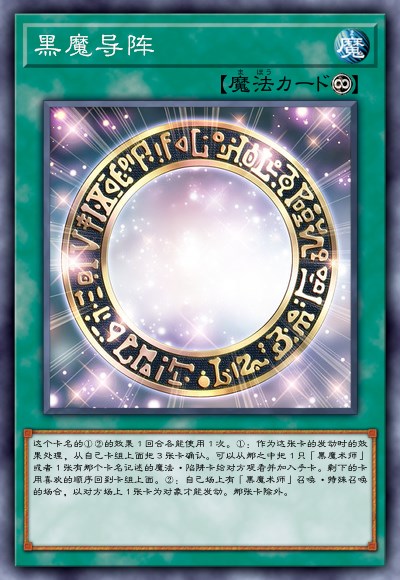 黑魔导阵
魔
【魔法カード】
まほう
这个卡名的①②的效果1回合各能使用1次。①：作为这张卡的发动时的效
果处理，从自己卡组上面把3张卡确认。可以从那之中把1只「黑魔术师」
或者1张有那个卡名记述的魔法·陷阱卡给对方观看并加入手卡。剩下的卡
用喜欢的顺序回到卡组上面。②：自己场上有「黑魔术师」召唤·特殊召唤
的场合，以对方场上1张卡为对象才能发动。那张卡除外。